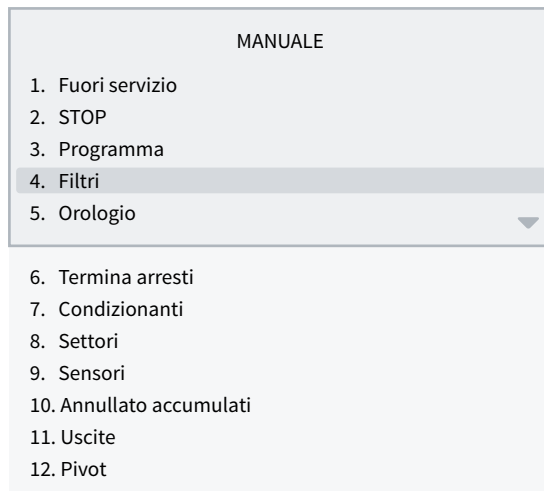 MANUALE
1. Fuori servizio
2. STOP
3. Programma
4. Filtri
5. Orologio
6. Termina arresti
7. Condizionanti
8. Settori
9. Sensori
10. Annullato accumulati
11. Uscite
12. Pivot